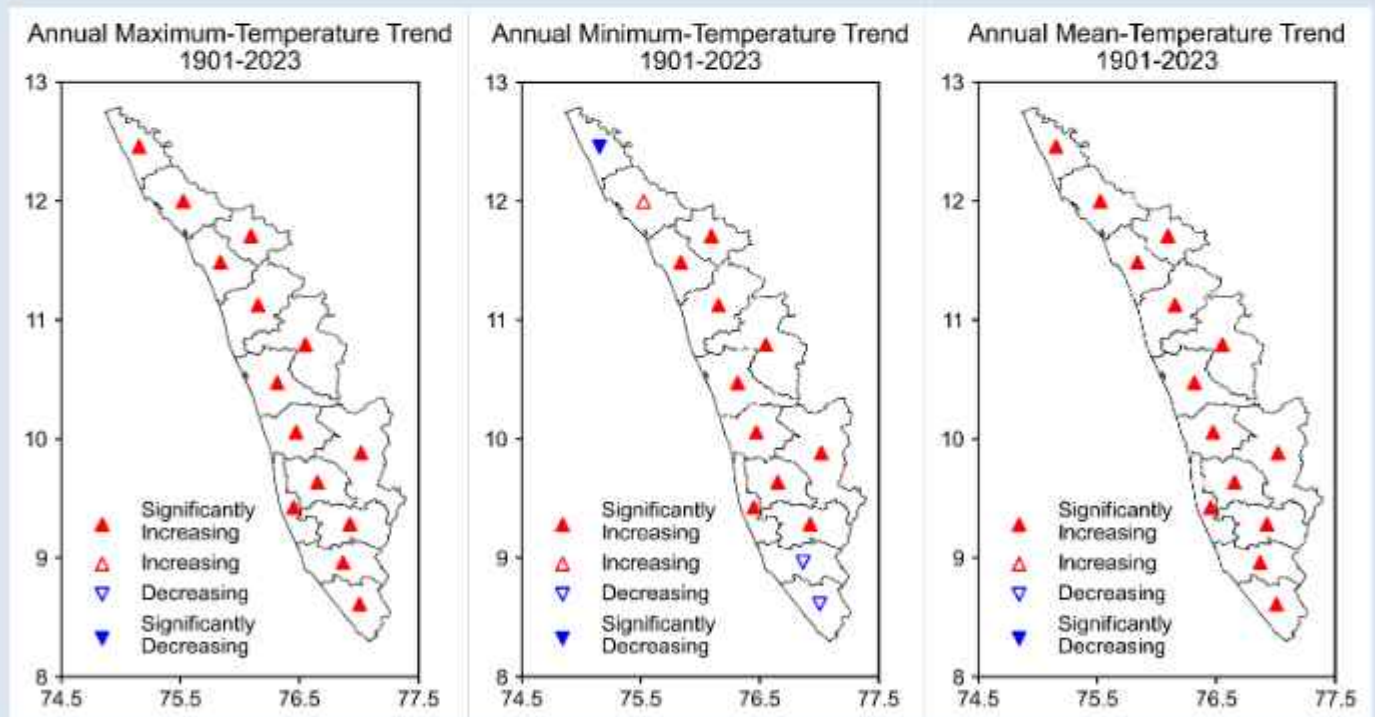 Annual Maximum-Temperature Trend
1901-2023
13
12
11
10
9
8
74.5
75.5
76.5
77.5
Significantly
Increasing
Increasing
Decreasing
Significantly
Decreasing
Annual Minimum-Temperature Trend
1901-2023
13
12
11
10
9
8
74.5
75.5
76.5
77.5
Significantly
Increasing
Increasing
Decreasing
Significantly
Decreasing
Annual Mean-Temperature Trend
1901-2023
13
12
11
10
9
8
74.5
75.5
76.5
77.5
Significantly
Increasing
Increasing
Decreasing
Significantly
Decreasing